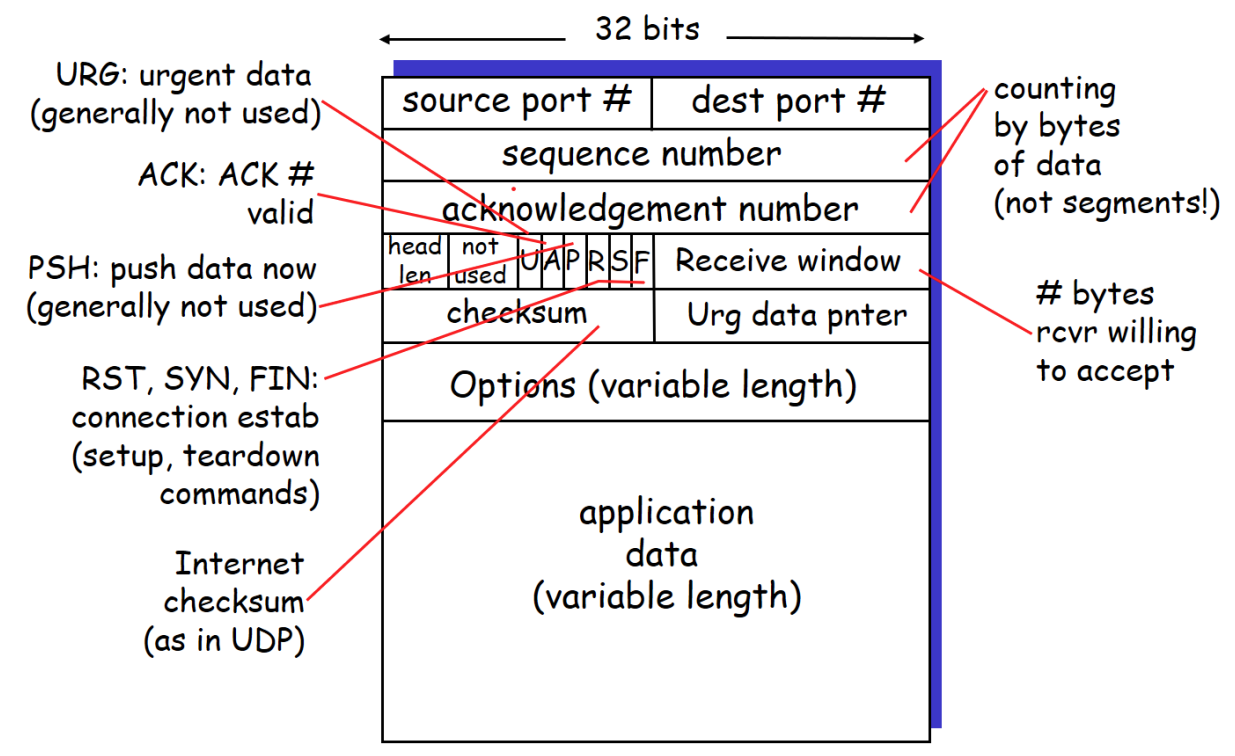 32 bits
URG: urgent data
(generally not used)
ACK: ACK #
valid
PSH: push data now
(generally not used)
RST, SYN, FIN:
connection estab
(setup, teardown
commands)
Internet
checksum
(as in UDP)
source port #
dest port #
sequence number
acknowledgement number
head
len
not
used
U
A
P
R
S
F
Receive window
checksum
Urg data pnter
Options (variable length)
application
data
(variable length)
counting
by bytes
of data
(not segments!)
# bytes
rcvr willing
to accept